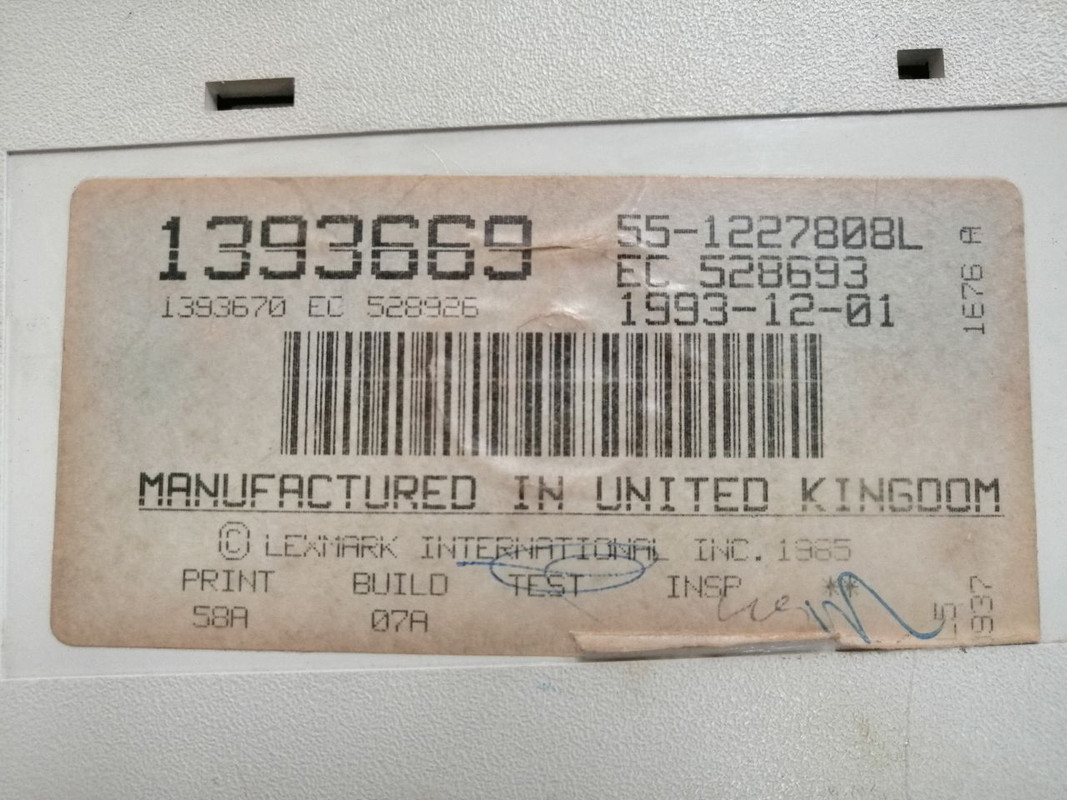 1393669
55-1227808L
EC 528693
1993-12-01
1393670 EC 528926
1E76 A
MANUFACTURED IN UNITED KINGDOM
© LEXMARK INTERNATIONAL INC. 1985
PRINT BUILD TEST INSP **
58A 07A
937